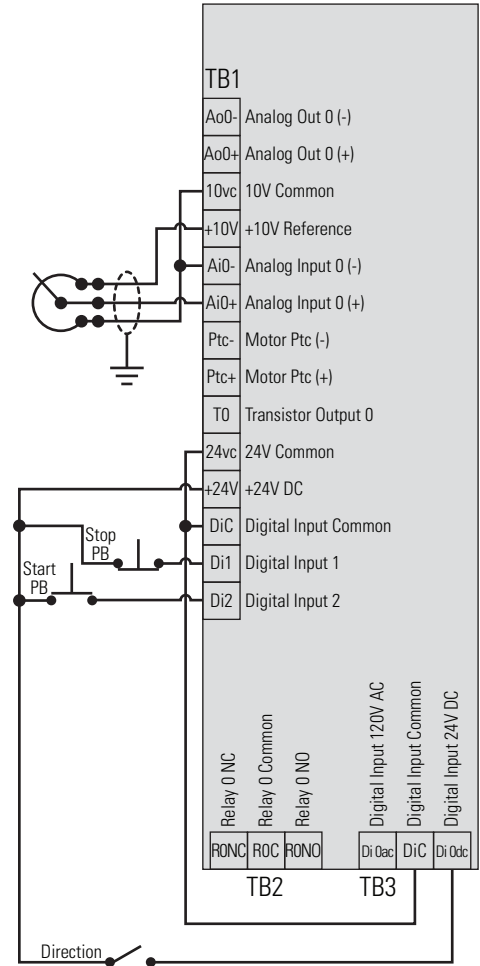 TB1
Ao0- Analog Out 0 (-)
Ao0+ Analog Out 0 (+)
10vc 10V Common
+10V +10V Reference
Ai0- Analog Input 0 (-)
Ai0+ Analog Input 0 (+)
Ptc- Motor Ptc (-)
Ptc+ Motor Ptc (+)
T0 Transistor Output 0
24vc 24V Common
+24V +24V DC
DiC Digital Input Common
Stop
PB
Di1 Digital Input 1
Start
PB
Di2 Digital Input 2
Relay 0 NC
Relay 0 Common
Relay 0 NO
Digital Input 120V AC
Digital Input Common
Digital Input 24V DC
R0NC R0C R0NO
Di 0ac DiC Di 0dc
TB2
TB3
Direction